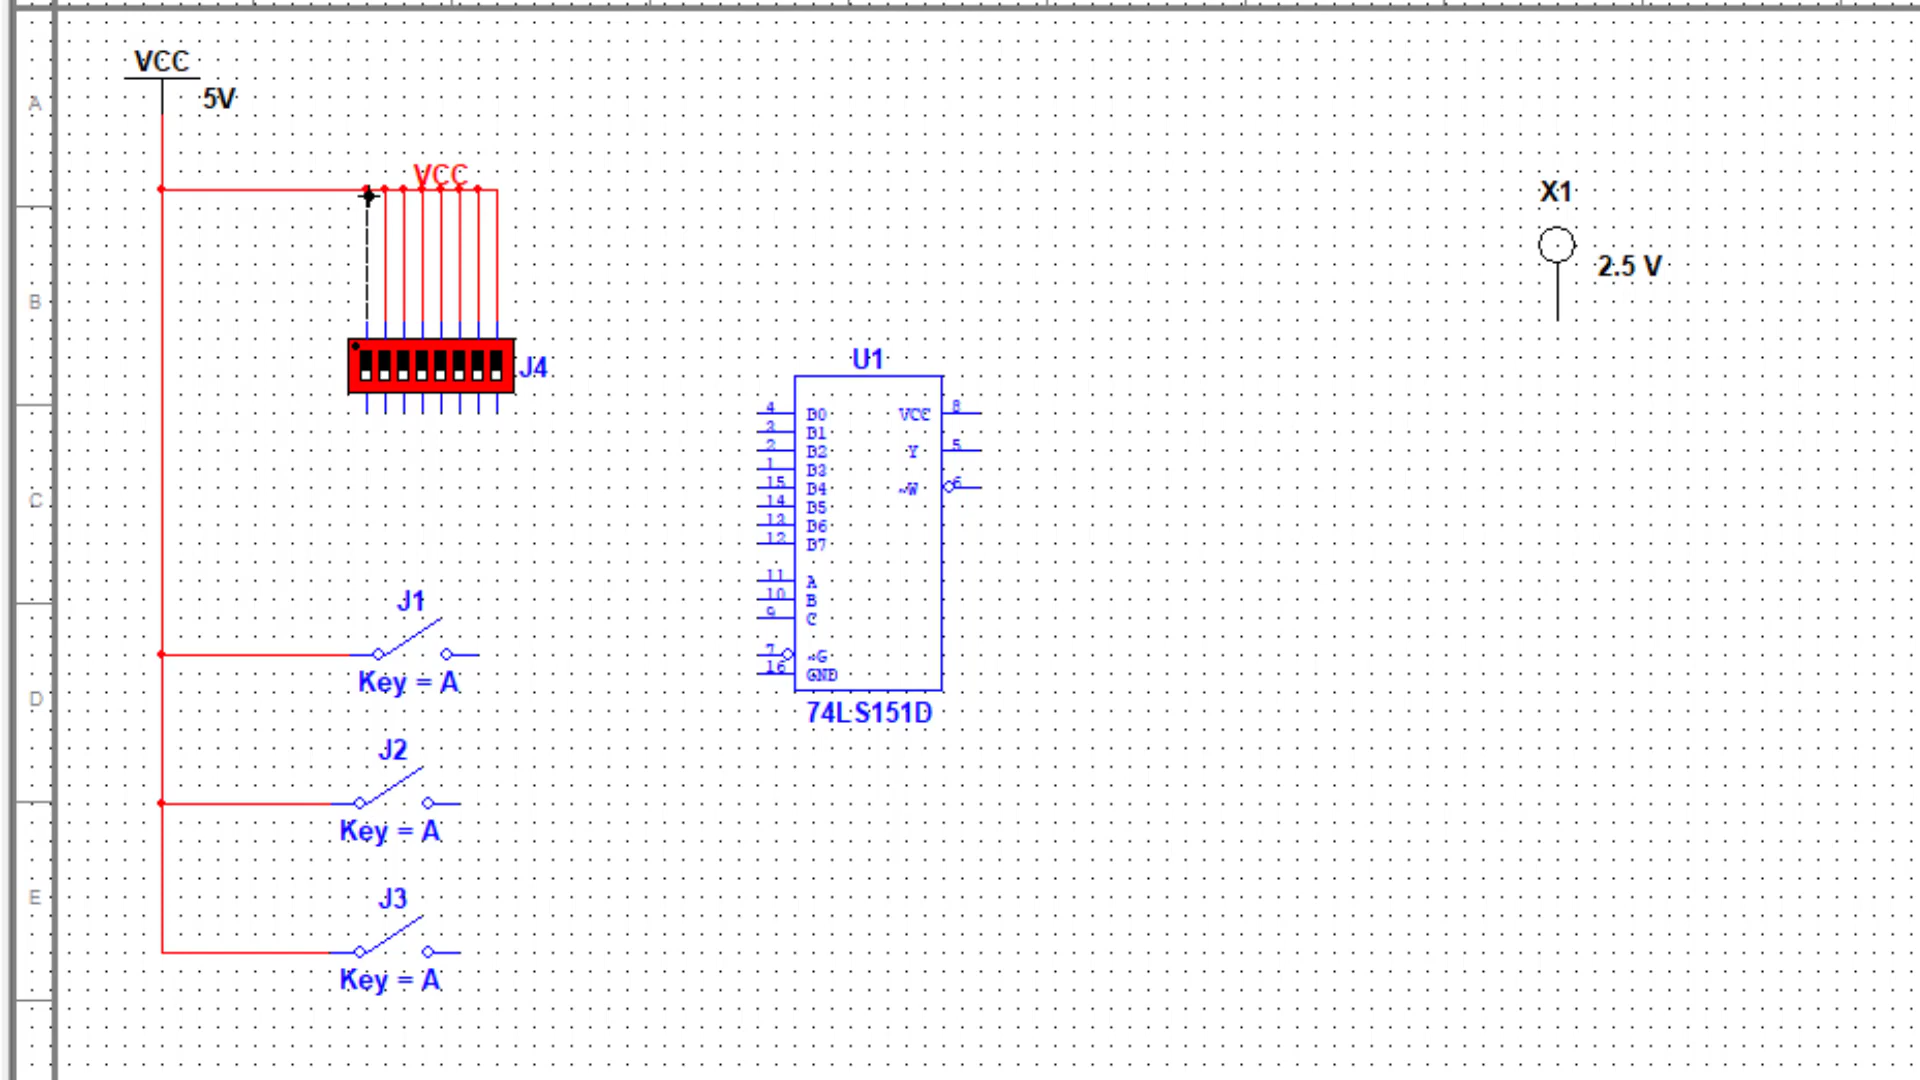 VCC
5V
A
VCC
X1
2.5 V
B
J4
U1
4 D0 VCC 8
3 D1
2 D2 Y 5
1 D3
15 D4 ~W 6
14 D5
13 D6
12 D7
C
11 A
10 B
9 C
J1
7 ~G
16 GND
Key = A
74LS151D
D
J2
Key = A
J3
E
Key = A